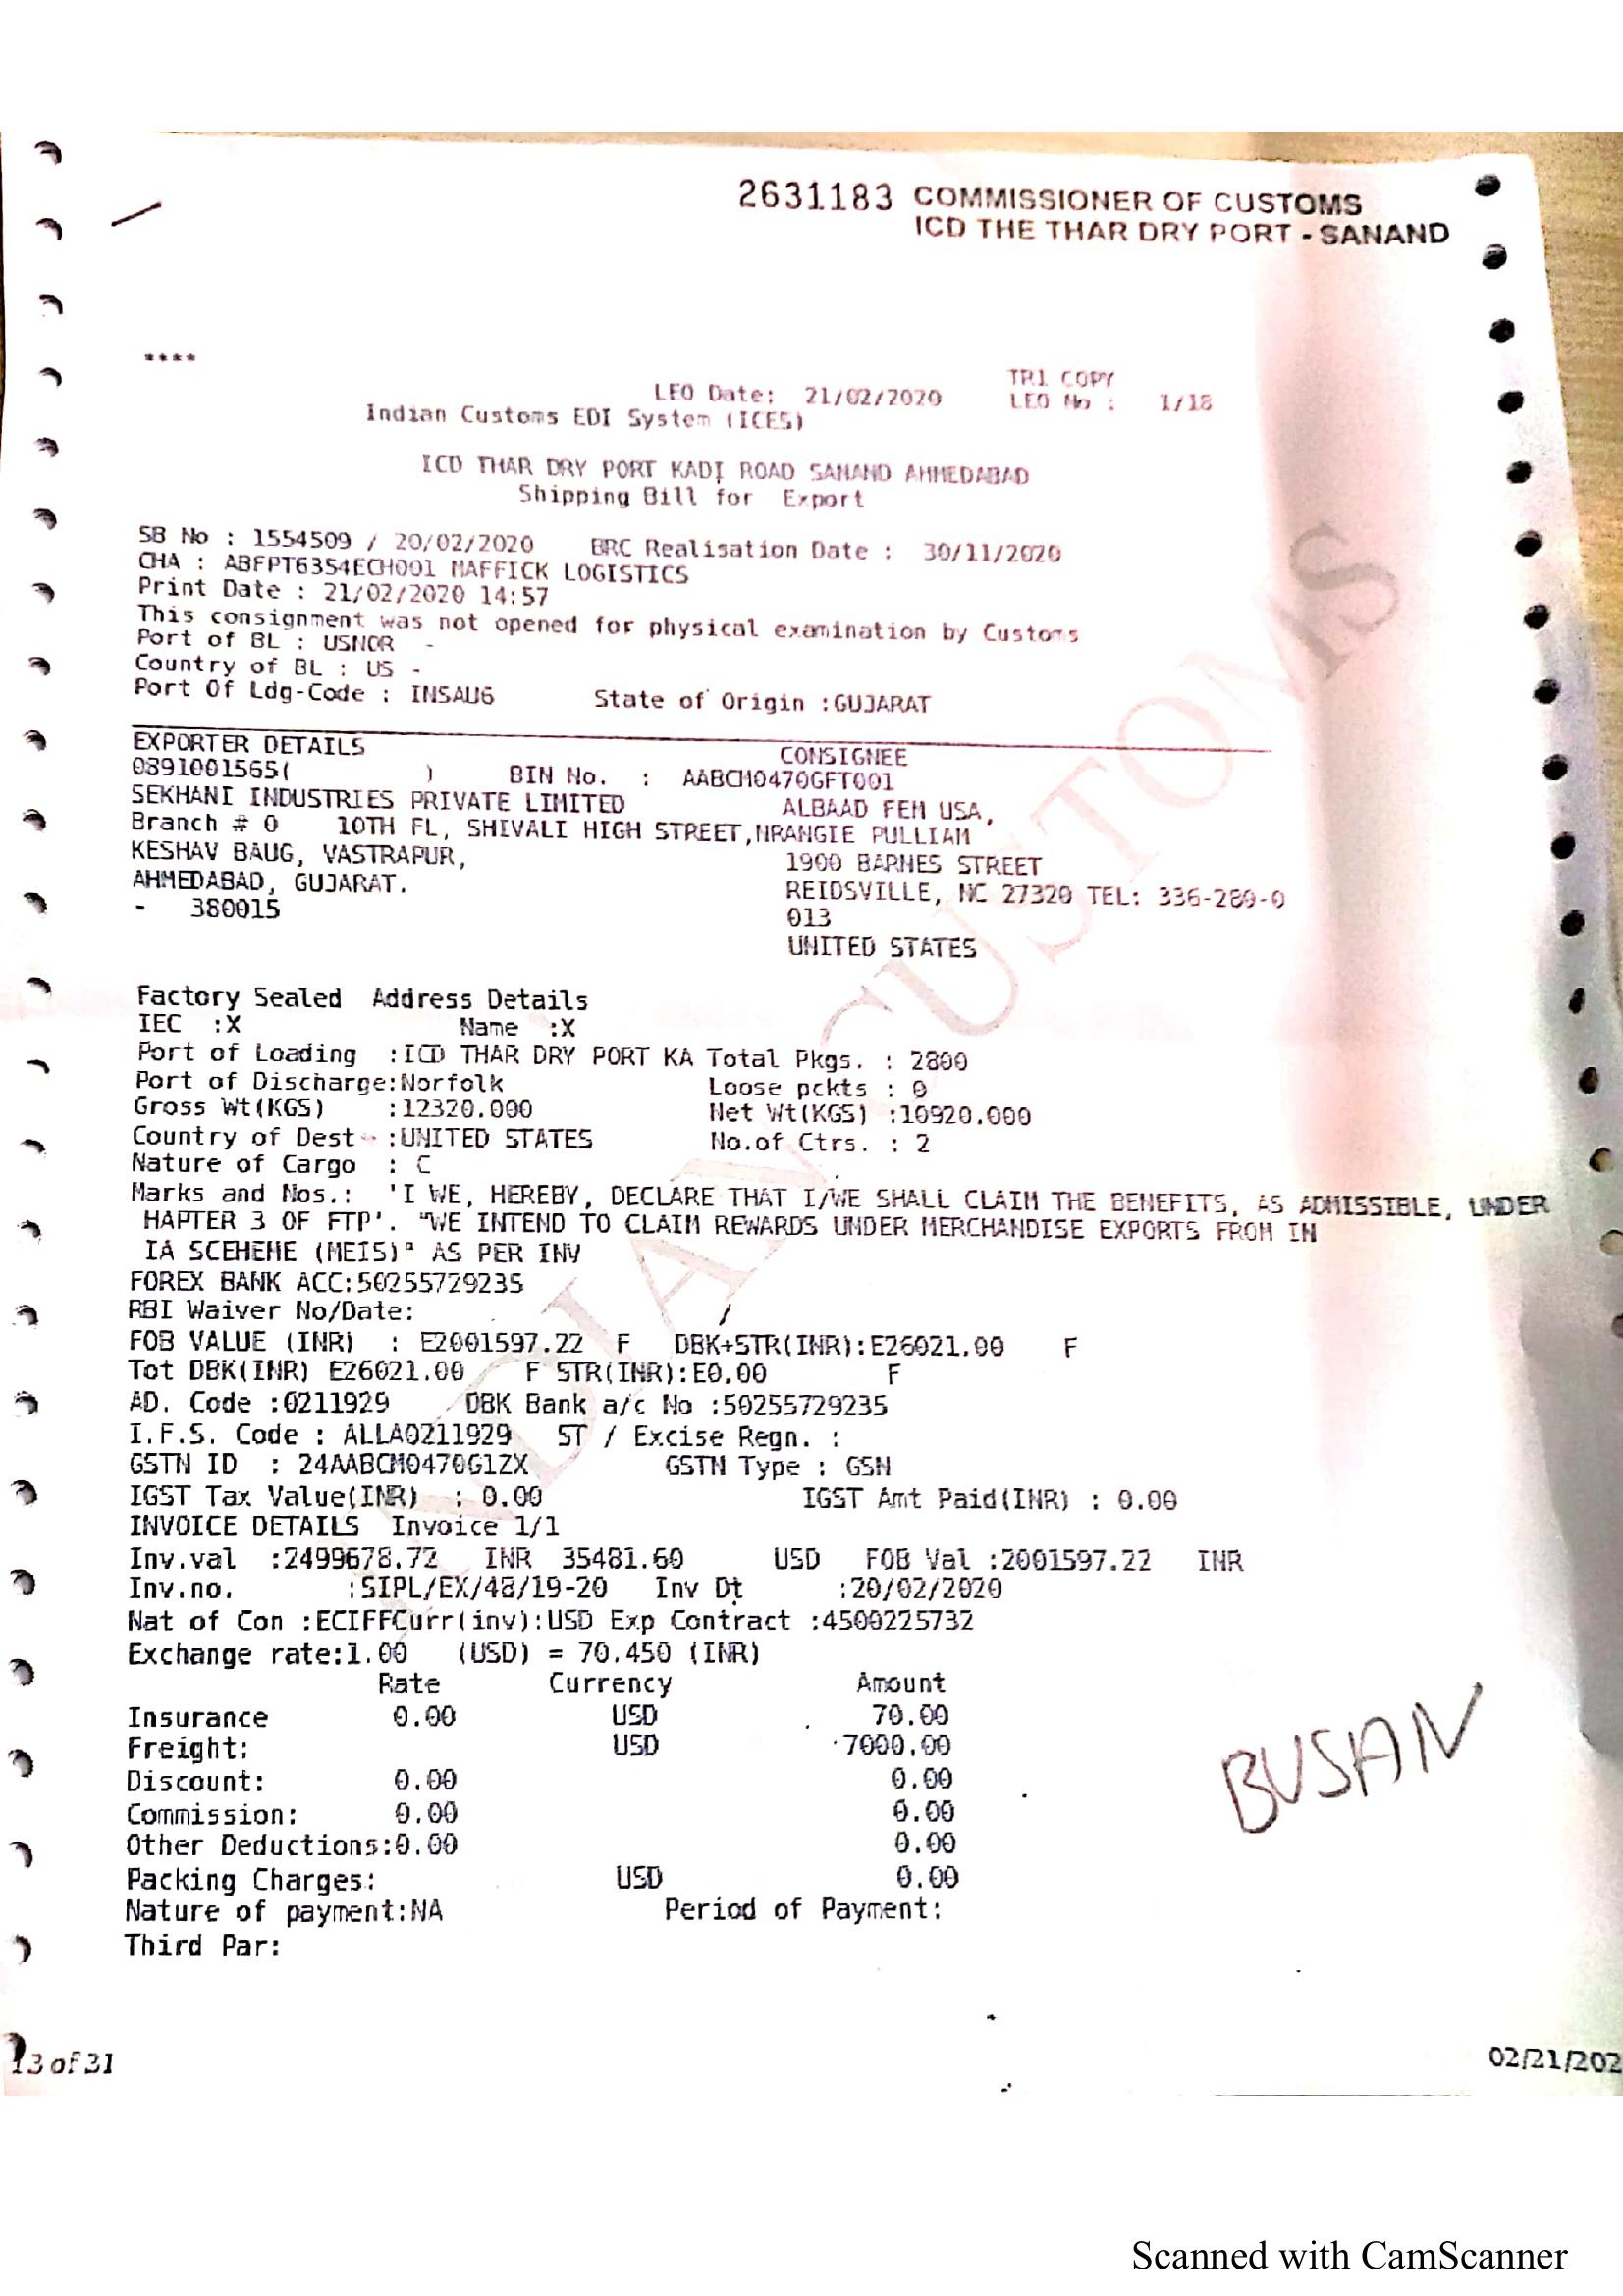 2631183 COMMISSIONER OF CUSTOMS
ICD THE THAR DRY PORT - SANAND
****
TR1 COPY
LEO Date: 21/02/2020 LEO No : 1/18
Indian Customs EDI System (ICES)
ICD THAR DRY PORT KADI ROAD SANAND AHMEDABAD
Shipping Bill for Export
SB No : 1554509 / 20/02/2020 BRC Realisation Date : 30/11/2020
CHA : ABFPT6354ECH001 MAFFICK LOGISTICS
Print Date : 21/02/2020 14:57
This consignment was not opened for physical examination by Customs
Port of BL : USNOR -
Country of BL : US -
Port Of Ldg-Code : INSAU6 State of Origin :GUJARAT
EXPORTER DETAILS CONSIGNEE
0891001565( ) BIN No. : AABCM0470GFT001
SEKHANI INDUSTRIES PRIVATE LIMITED ALBAAD FEM USA,
Branch # 0 10TH FL, SHIVALI HIGH STREET,NRANGIE PULLIAM
KESHAV BAUG, VASTRAPUR, 1900 BARNES STREET
AHMEDABAD, GUJARAT. REIDSVILLE, NC 27320 TEL: 336-280-0
- 380015 013
UNITED STATES
Factory Sealed Address Details
IEC :X Name :X
Port of Loading :ICD THAR DRY PORT KA Total Pkgs. : 2800
Port of Discharge:Norfolk Loose pckts : 0
Gross Wt(KGS) :12320.000 Net Wt(KGS) :10920.000
Country of Dest :UNITED STATES No.of Ctrs. : 2
Nature of Cargo : C
Marks and Nos.: 'I WE, HEREBY, DECLARE THAT I/WE SHALL CLAIM THE BENEFITS, AS ADMISSIBLE, UNDER
HAPTER 3 OF FTP'. "WE INTEND TO CLAIM REWARDS UNDER MERCHANDISE EXPORTS FROM IN
IA SCEHEME (MEIS)" AS PER INV
FOREX BANK ACC:50255729235
RBI Waiver No/Date:
FOB VALUE (INR) : E2001597.22 F DBK+STR(INR):E26021.00 F
Tot DBK(INR) E26021.00 F STR(INR):E0.00 F
AD. Code :0211929 DBK Bank a/c No :50255729235
I.F.S. Code : ALLA0211929 ST / Excise Regn. :
GSTN ID : 24AABCM0470G1ZX GSTN Type : GSN
IGST Tax Value(INR) : 0.00 IGST Amt Paid(INR) : 0.00
INVOICE DETAILS Invoice 1/1
Inv.val :2499678.72 INR 35481.60 USD FOB Val :2001597.22 INR
Inv.no. :SIPL/EX/48/19-20 Inv Dt :20/02/2020
Nat of Con :ECIFFCurr(inv):USD Exp Contract :4500225732
Exchange rate:1.00 (USD) = 70.450 (INR)
Rate Currency Amount
Insurance 0.00 USD 70.00
Freight: USD 7000.00
Discount: 0.00 0.00
Commission: 0.00 0.00
Other Deductions:0.00 0.00
Packing Charges: USD 0.00
Nature of payment:NA Period of Payment:
Third Par:
BUSAN
INDIAN CUSTOMS
13 of 31 02/21/202
Scanned with CamScanner